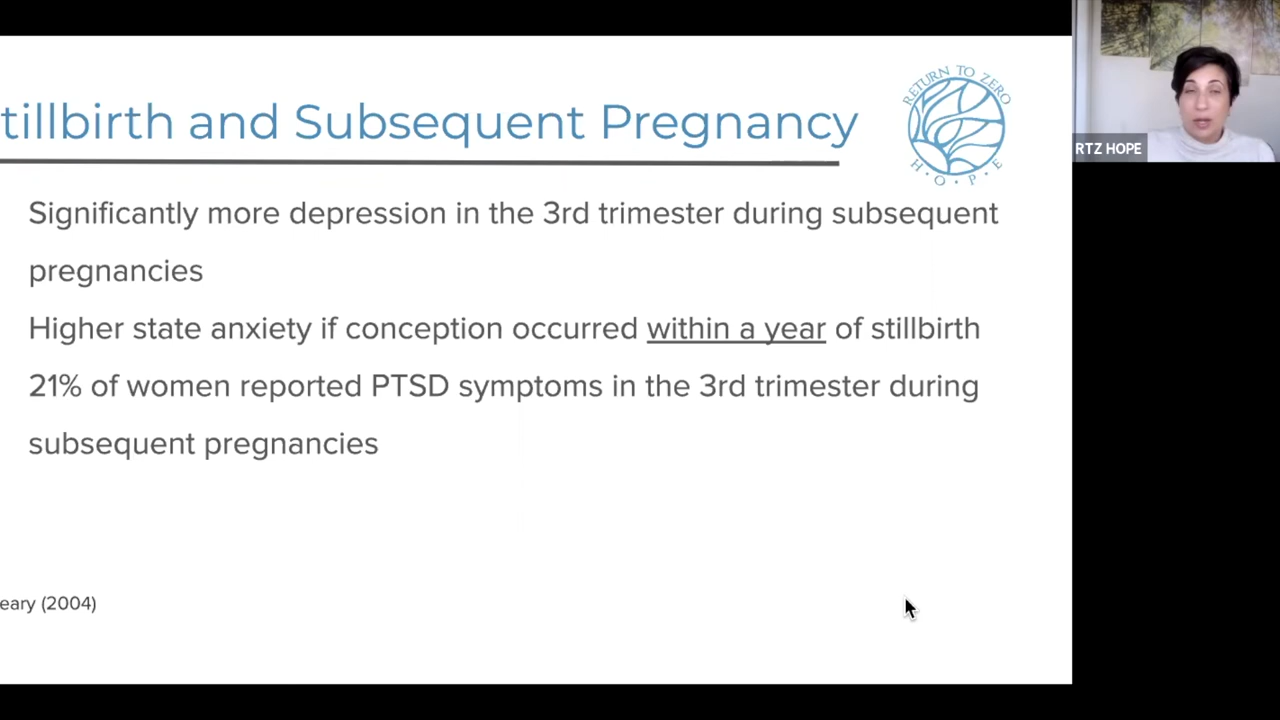 tillbirth and Subsequent Pregnancy
RETURN TO ZERO
H·O·P·E
RTZ HOPE
Significantly more depression in the 3rd trimester during subsequent
pregnancies
Higher state anxiety if conception occurred within a year of stillbirth
21% of women reported PTSD symptoms in the 3rd trimester during
subsequent pregnancies
eary (2004)